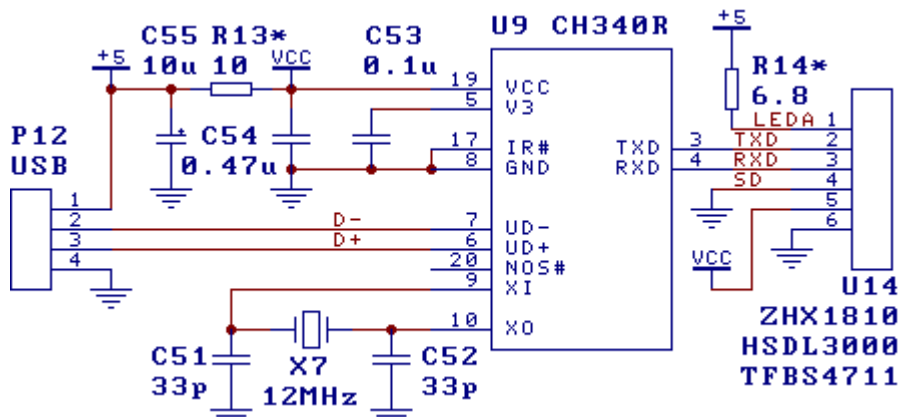 U9 CH340R
C55 R13* C53
+5 VCC +5
10u 10 0.1u
R14*
6.8
19 VCC
5 V3
P12
USB
C54
0.47u
17 IR#
8 GND
TXD 3
RXD 4
LEDA 1
TXD 2
RXD 3
SD 4
5
6
1
2 D- 7 UD-
3 D+ 6 UD+
4 20 NOS#
9 XI
VCC
10 XO
U14
ZHX1810
HSDL3000
TFBS4711
C51 X7 C52
33p 12MHz 33p